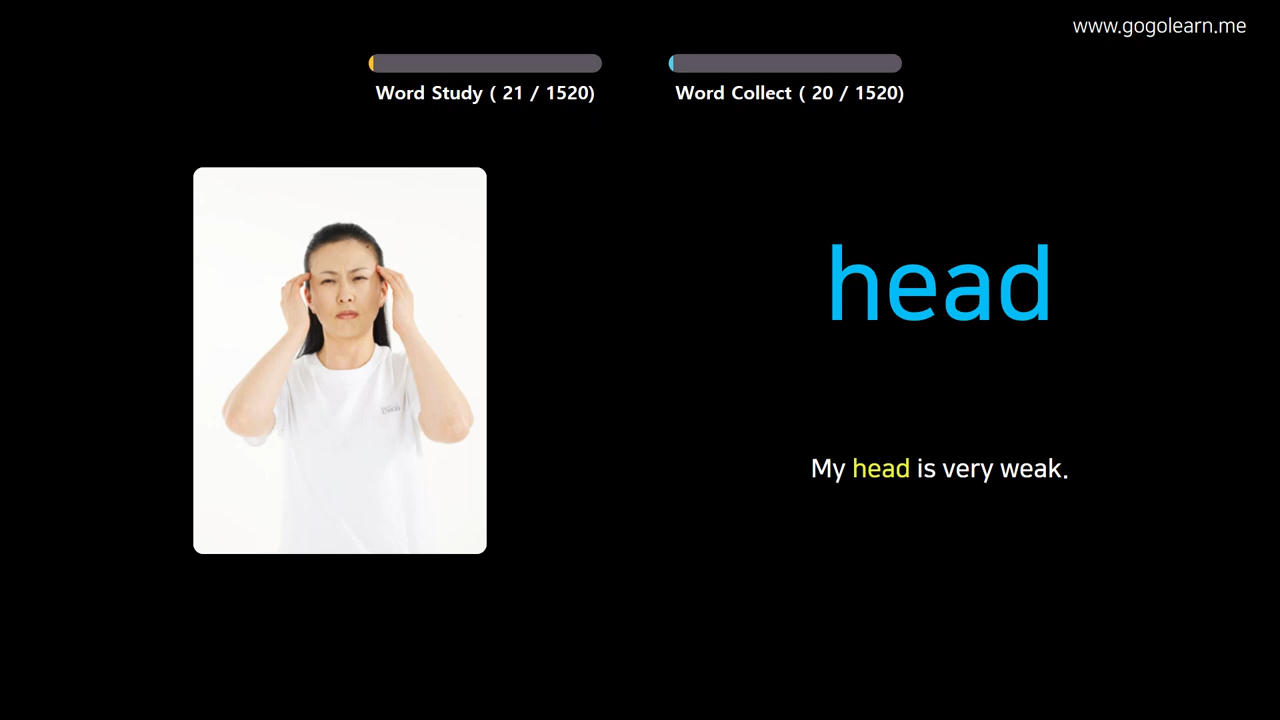 www.gogolearn.me
Word Study ( 21 / 1520)
Word Collect ( 20 / 1520)
head
My head is very weak.